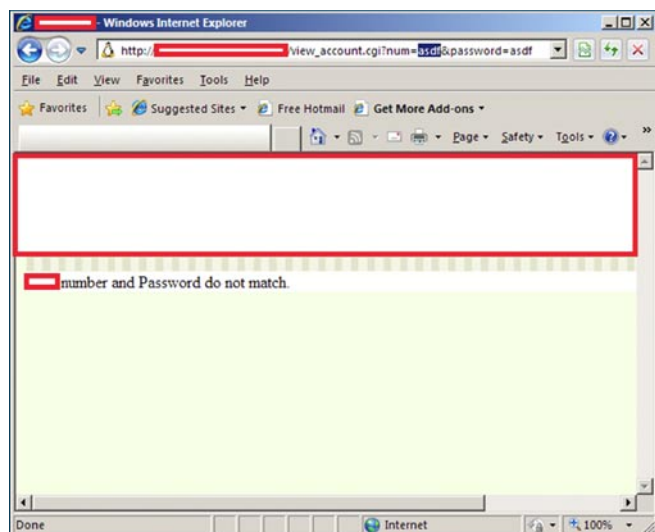 - Windows Internet Explorer
http:// /view_account.cgi?num=asdf&password=asdf
File Edit View Favorites Tools Help
Favorites Suggested Sites Free Hotmail Get More Add-ons
Page Safety Tools »
number and Password do not match.
Done Internet 100%